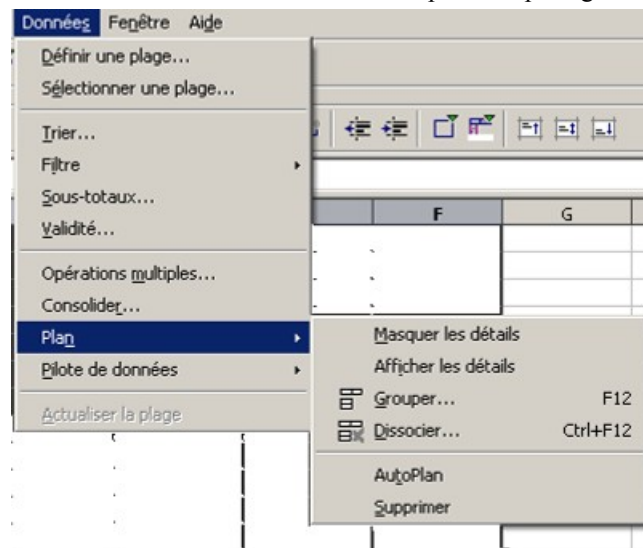 Données Fenêtre Aide
Définir une plage...
Sélectionner une plage...
Trier...
Filtre
Sous-totaux...
Validité...
F G
Opérations multiples...
Consolider...
Plan
Pilote de données
Actualiser la plage
Masquer les détails
Afficher les détails
Grouper... F12
Dissocier... Ctrl+F12
AutoPlan
Supprimer